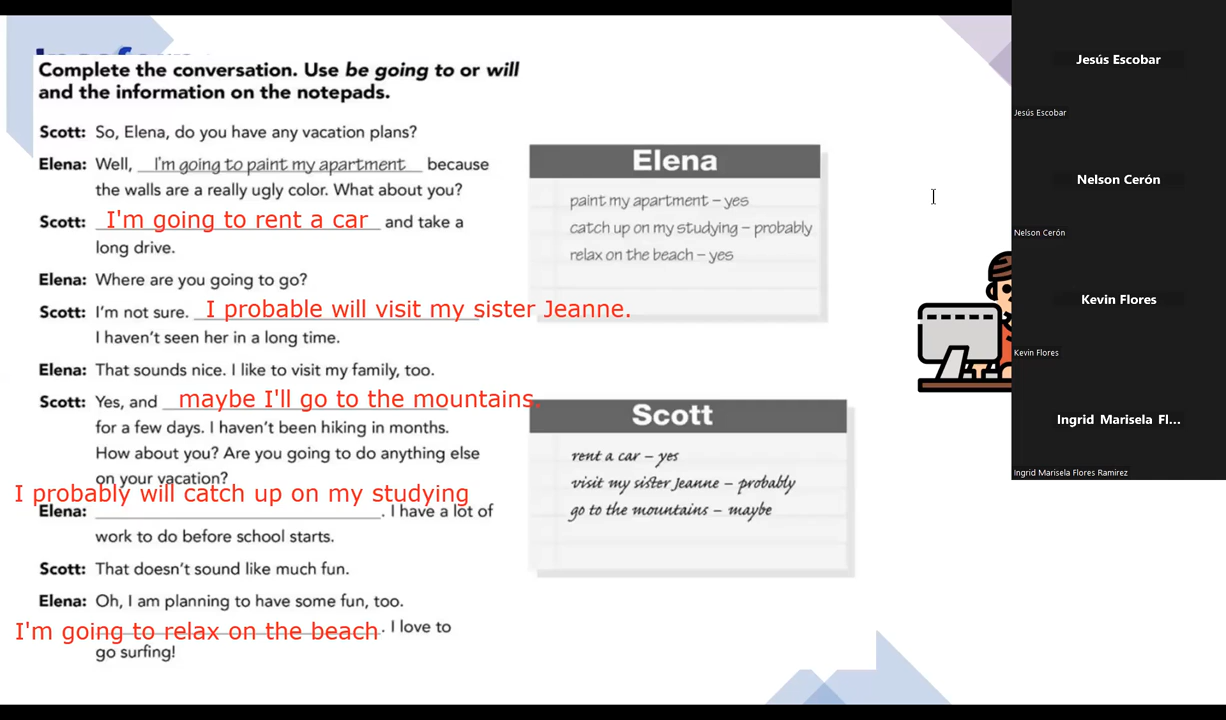 Complete the conversation. Use be going to or will
and the information on the notepads.
Scott: So, Elena, do you have any vacation plans?
Elena: Well, I'm going to paint my apartment because
the walls are a really ugly color. What about you?
Scott: I'm going to rent a car and take a
long drive.
Elena: Where are you going to go?
Scott: I'm not sure. I probable will visit my sister Jeanne.
I haven't seen her in a long time.
Elena: That sounds nice. I like to visit my family, too.
Scott: Yes, and maybe I'll go to the mountains.
for a few days. I haven't been hiking in months.
How about you? Are you going to do anything else
on your vacation?
I probably will catch up on my studying
Elena: . I have a lot of
work to do before school starts.
Scott: That doesn't sound like much fun.
Elena: Oh, I am planning to have some fun, too.
I'm going to relax on the beach . I love to
go surfing!
Elena
paint my apartment – yes
catch up on my studying – probably
relax on the beach – yes
Scott
rent a car – yes
visit my sister Jeanne – probably
go to the mountains – maybe
Jesús Escobar
Jesús Escobar
Nelson Cerón
Nelson Cerón
Kevin Flores
Kevin Flores
Ingrid Marisela Fl...
Ingrid Marisela Flores Ramirez